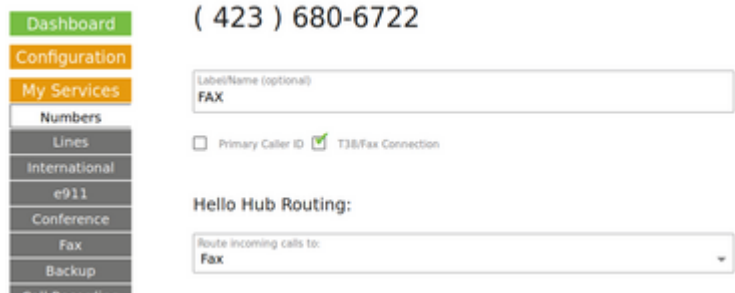 ( 423 ) 680-6722
Dashboard
Configuration
My Services
Numbers
Lines
International
e911
Conference
Fax
Backup
Label/Name (optional)
FAX
Primary Caller ID
T38/Fax Connection
Hello Hub Routing:
Route incoming calls to:
Fax